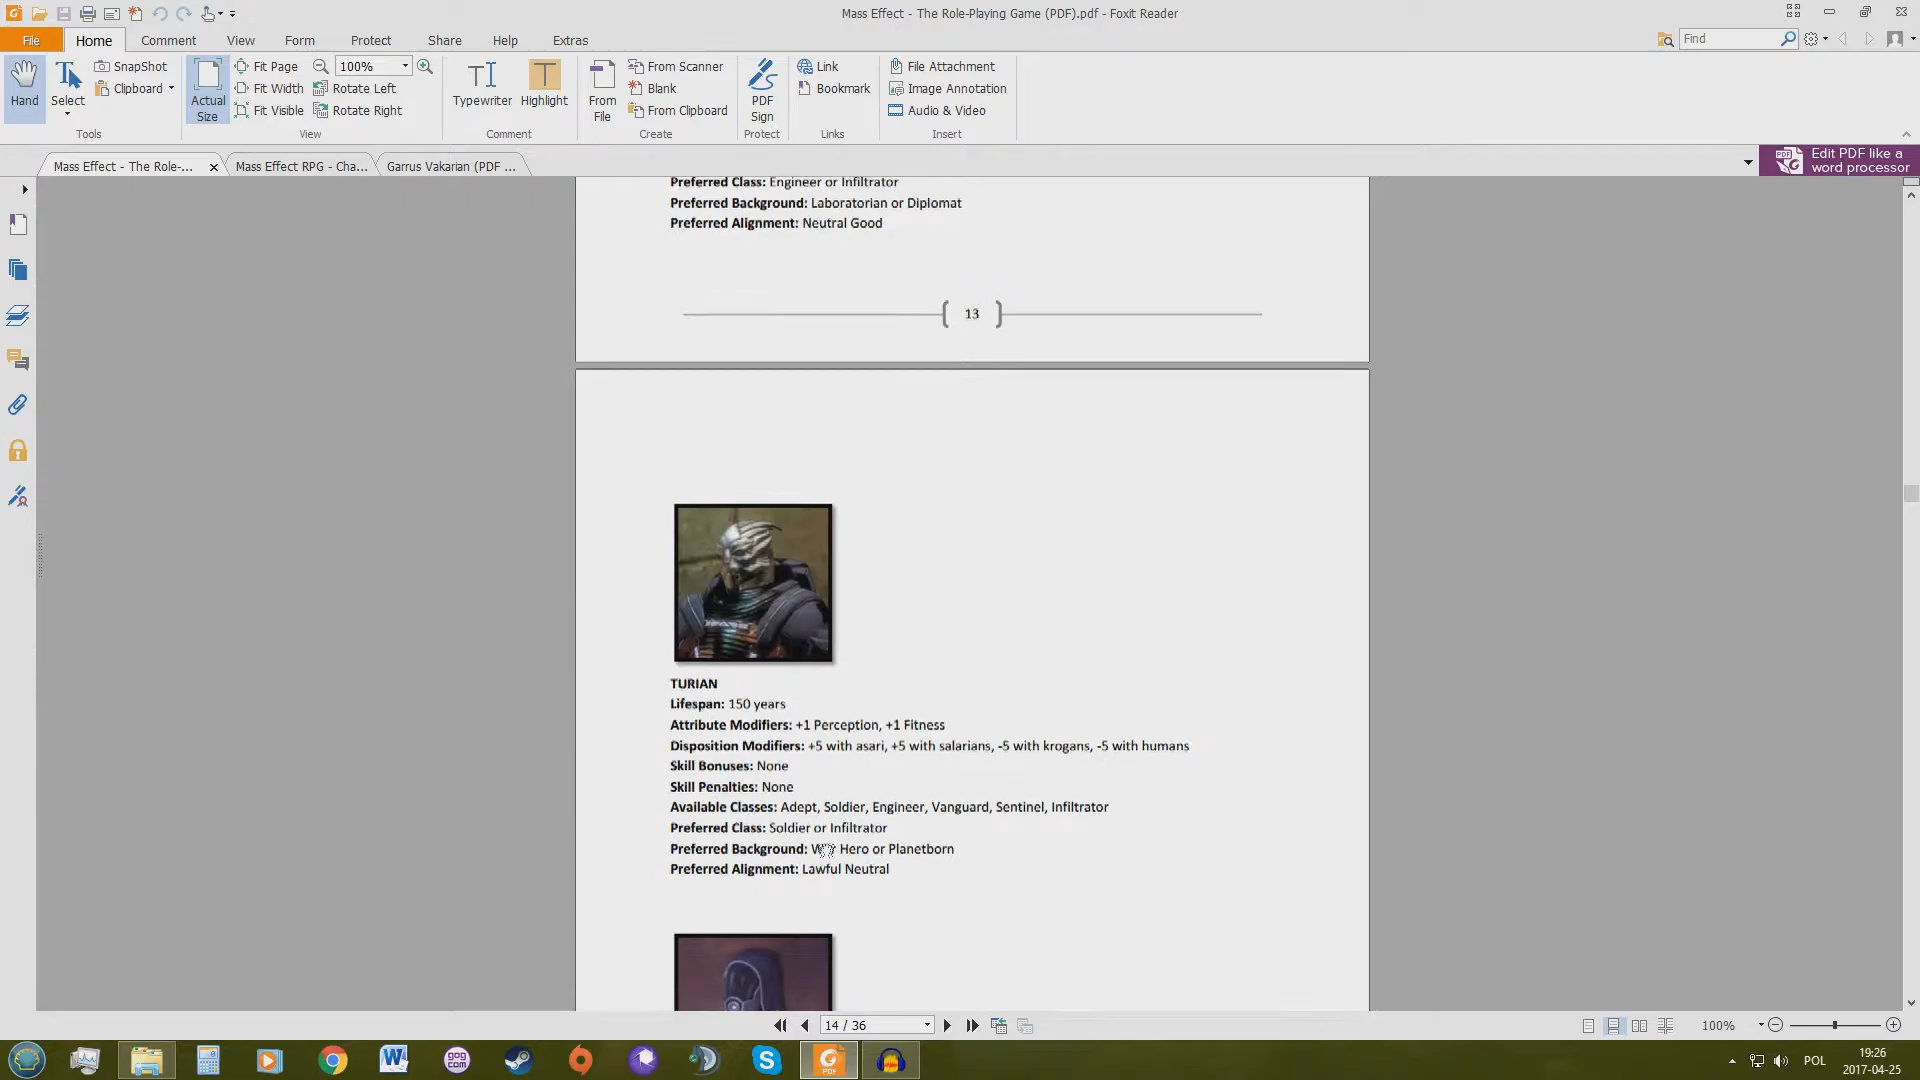 Mass Effect - The Role-Playing Game (PDF).pdf - Foxit Reader
File Home Comment View Form Protect Share Help Extras
Find
Hand
Select
SnapShot
Clipboard
Tools
Actual
Size
Fit Page
Fit Width
Fit Visible
100%
Rotate Left
Rotate Right
View
Typewriter
Highlight
Comment
From
File
From Scanner
Blank
From Clipboard
Create
PDF
Sign
Protect
Link
Bookmark
Links
File Attachment
Image Annotation
Audio & Video
Insert
Mass Effect - The Role-...
Mass Effect RPG - Cha...
Garrus Vakarian (PDF ...
Edit PDF like a
word processor
Preferred Class: Engineer or Infiltrator
Preferred Background: Laboratorian or Diplomat
Preferred Alignment: Neutral Good
13
TURIAN
Lifespan: 150 years
Attribute Modifiers: +1 Perception, +1 Fitness
Disposition Modifiers: +5 with asari, +5 with salarians, -5 with krogans, -5 with humans
Skill Bonuses: None
Skill Penalties: None
Available Classes: Adept, Soldier, Engineer, Vanguard, Sentinel, Infiltrator
Preferred Class: Soldier or Infiltrator
Preferred Background: War Hero or Planetborn
Preferred Alignment: Lawful Neutral
14 / 36
100%
GOG
COM
PDF
POL
19:26
2017-04-25